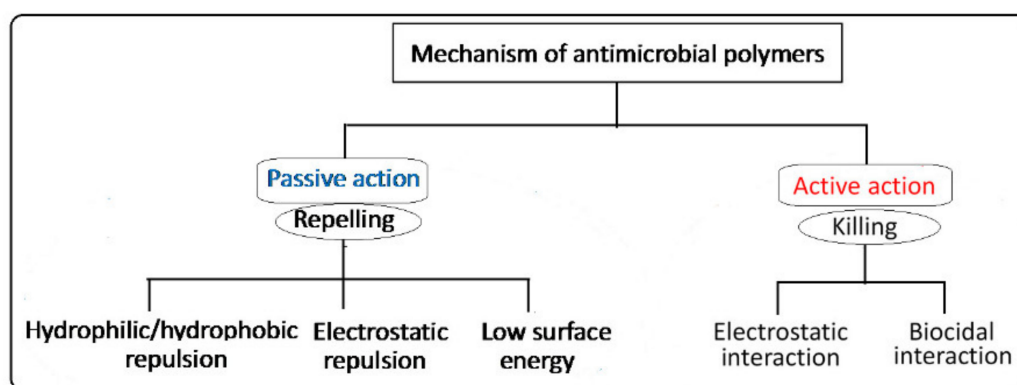 Mechanism of antimicrobial polymers
Passive action
Repelling
Active action
Killing
Hydrophilic/hydrophobic
repulsion
Electrostatic
repulsion
Low surface
energy
Electrostatic
interaction
Biocidal
interaction